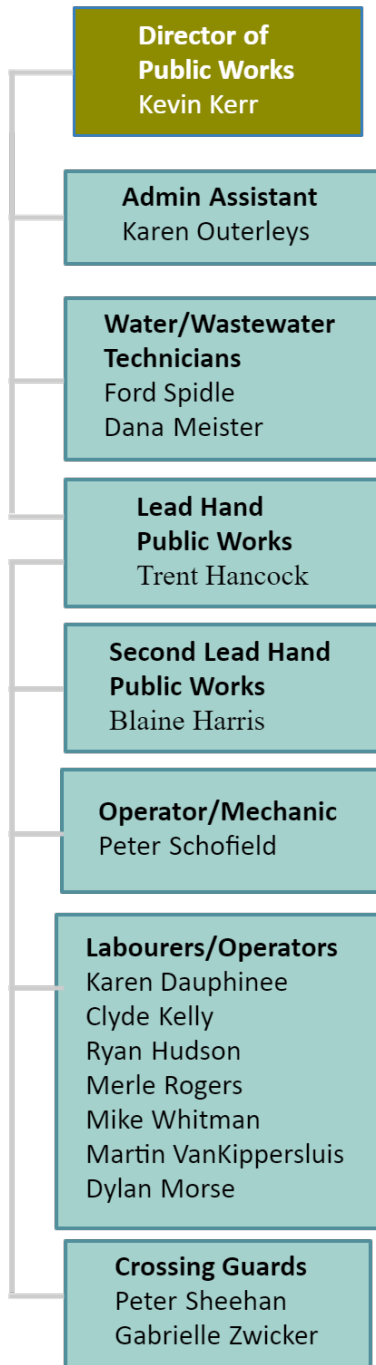 Director of
Public Works
Kevin Kerr
Admin Assistant
Karen Outerleys
Water/Wastewater
Technicians
Ford Spidle
Dana Meister
Lead Hand
Public Works
Trent Hancock
Second Lead Hand
Public Works
Blaine Harris
Operator/Mechanic
Peter Schofield
Labourers/Operators
Karen Dauphinee
Clyde Kelly
Ryan Hudson
Merle Rogers
Mike Whitman
Martin VanKippersluis
Dylan Morse
Crossing Guards
Peter Sheehan
Gabrielle Zwicker